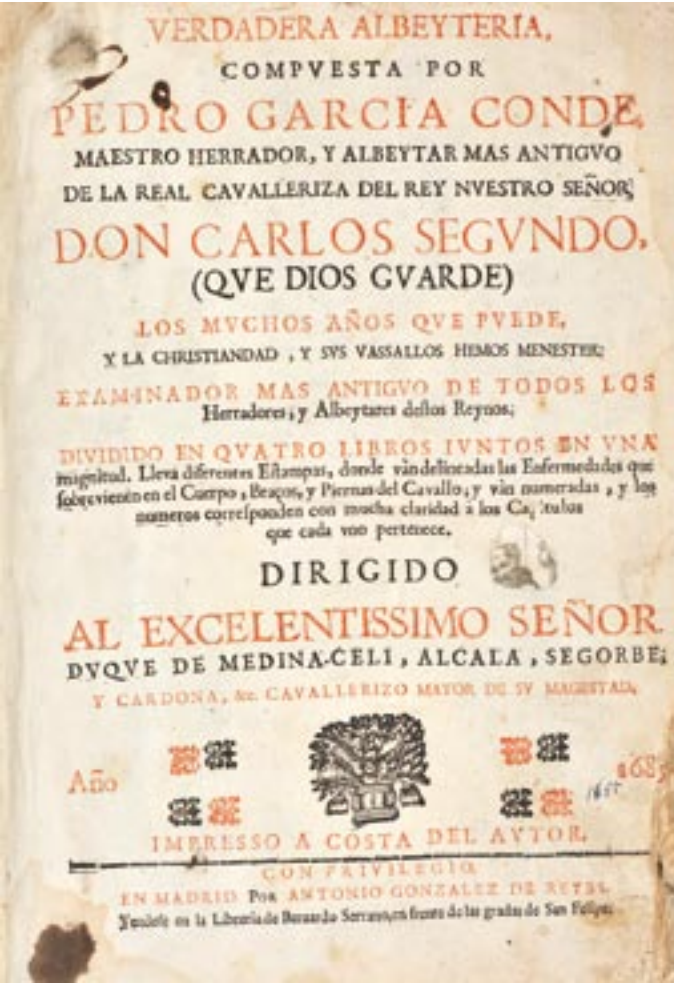 VERDADERA ALBEYTERIA,
COMPVESTA POR
PEDRO GARCIA CONDE,
MAESTRO HERRADOR, Y ALBEYTAR MAS ANTIGVO
DE LA REAL CAVALLERIZA DEL REY NVESTRO SEÑOR,
DON CARLOS SEGVNDO,
(QVE DIOS GVARDE)
LOS MVCHOS AÑOS QVE PVEDE,
Y LA CHRISTIANDAD, Y SVS VASSALLOS HEMOS MENESTER;
EXAMINADOR MAS ANTIGVO DE TODOS LOS
Herradores, y Albeytares destos Reynos;
DIVIDIDO EN QVATRO LIBROS IVNTOS EN VNA
magnitud. Lleva diferentes Estampas, donde vàn delineadas las Enfermedades que
sobrevienen en el Cuerpo, Braços, y Piernas del Cavallo, y vàn numeradas, y los
numeros corresponden con mucha claridad à los
que cada vno pertenece.
DIRIGIDO
AL EXCELENTISSIMO SEÑOR
DVQVE DE MEDINA-CELI, ALCALA, SEGORBE,
Y CARDONA, &c. CAVALLERIZO MAYOR DE SV MAGESTAD,
Año 1685
IMPRESSO A COSTA DEL AVTOR.
CON PRIVILEGIO.
EN MADRID Por ANTONIO GONZALEZ DE REYES.
Vendese en la Libreria de Bernardo Serrano, en frente de las gradas de San Felipe.